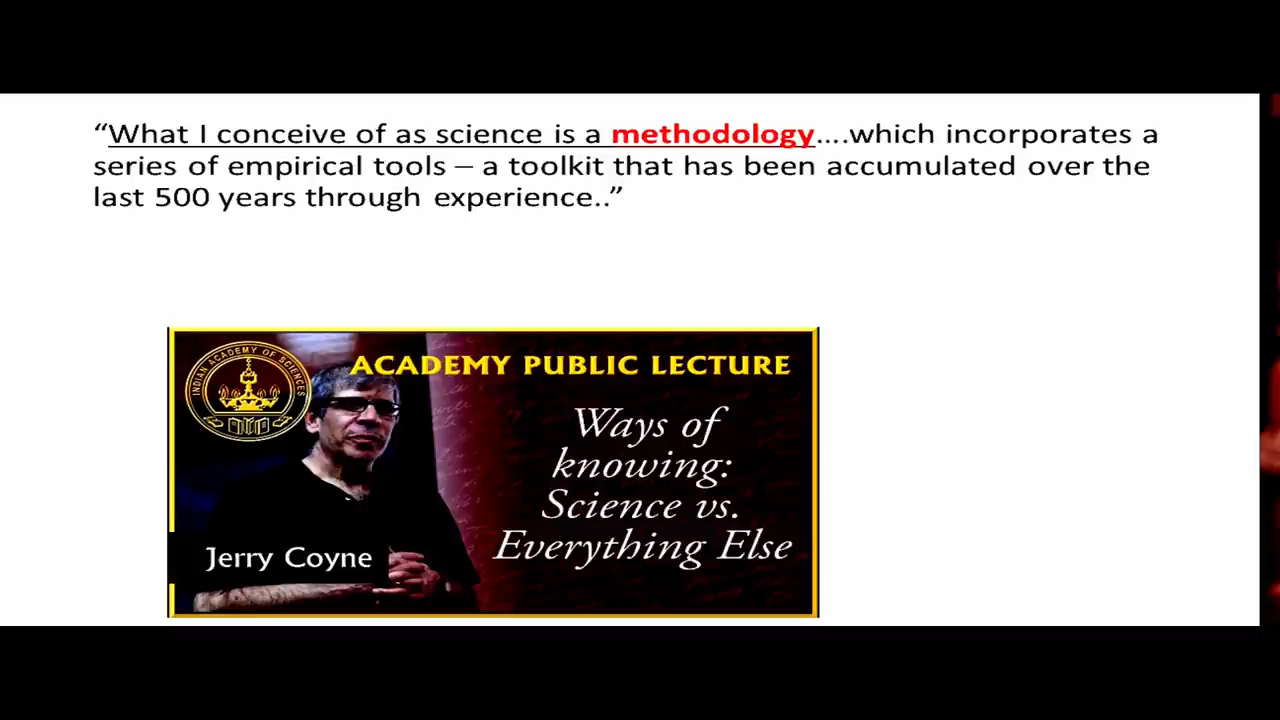 “What I conceive of as science is a methodology....which incorporates a
series of empirical tools – a toolkit that has been accumulated over the
last 500 years through experience..”
INDIAN ACADEMY OF SCIENCES
ACADEMY PUBLIC LECTURE
Ways of
knowing:
Science vs.
Everything Else
Jerry Coyne